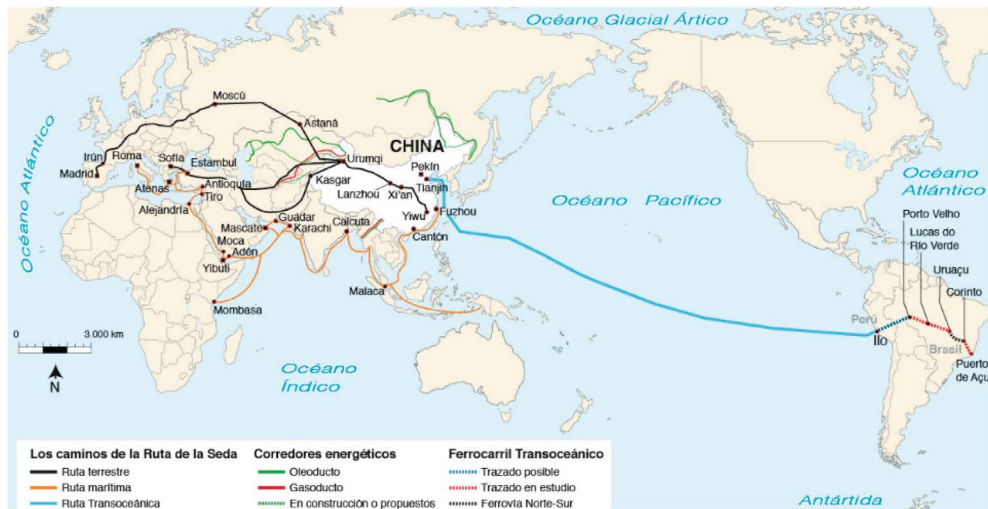 Océano Glacial Ártico
Océano Atlántico
Moscú
Astaná
CHINA
Irún
Madrid
Roma
Sofía
Estambul
Atenas
Antioquía
Tiro
Alejandría
Urumqi
Kasgar
Pekín
Tianjin
Lanzhou
Xi'an
Yiwu
Fuzhou
Cantón
Guádar
Karachi
Mascate
Calcuta
Moca
Adén
Yibuti
Mombasa
Malaca
Océano Pacífico
Océano
Atlántico
Porto Velho
Lucas do
Río Verde
Uruaçu
Corinto
Perú
Ilo
Brasil
Puerto
de Açu
0 3.000 km
N
Océano
Índico
Antártida
Los caminos de la Ruta de la Seda
Ruta terrestre
Ruta marítima
Ruta Transoceánica
Corredores energéticos
Oleoducto
Gasoducto
En construcción o propuestos
Ferrocarril Transoceánico
Trazado posible
Trazado en estudio
Ferrovía Norte-Sur